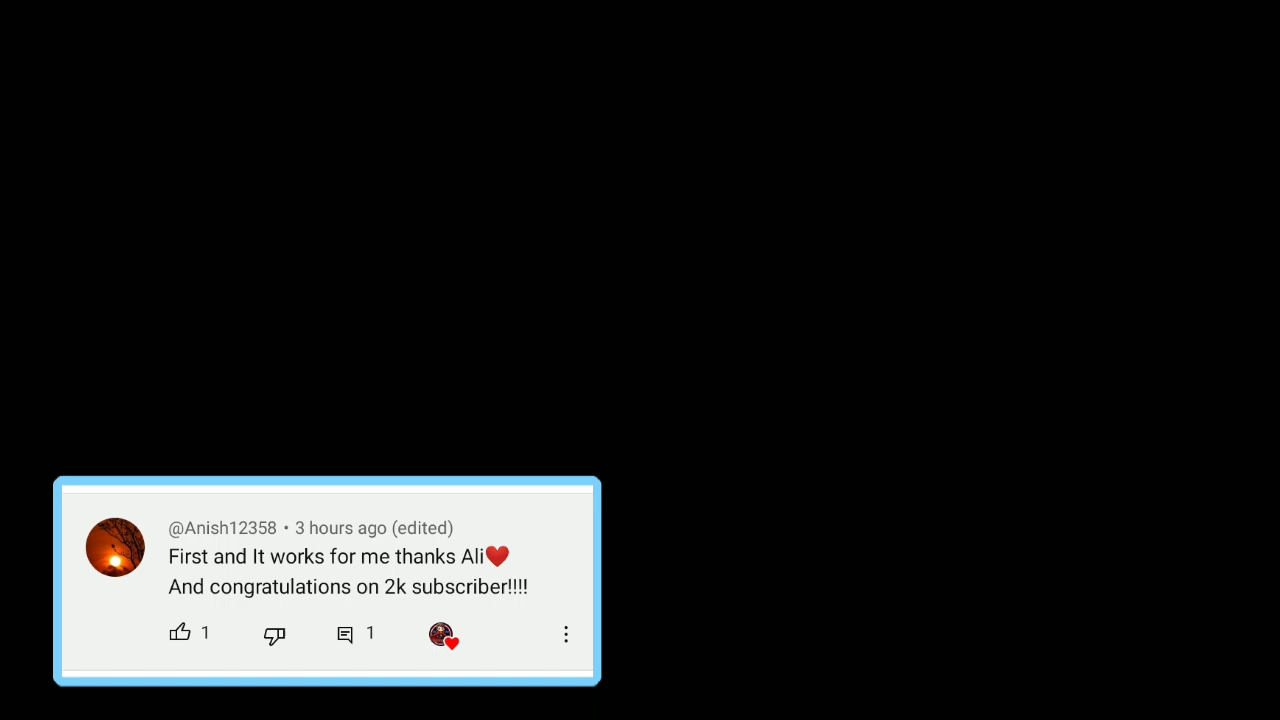 @Anish12358 • 3 hours ago (edited)
First and It works for me thanks Ali❤️
And congratulations on 2k subscriber!!!!
1 1